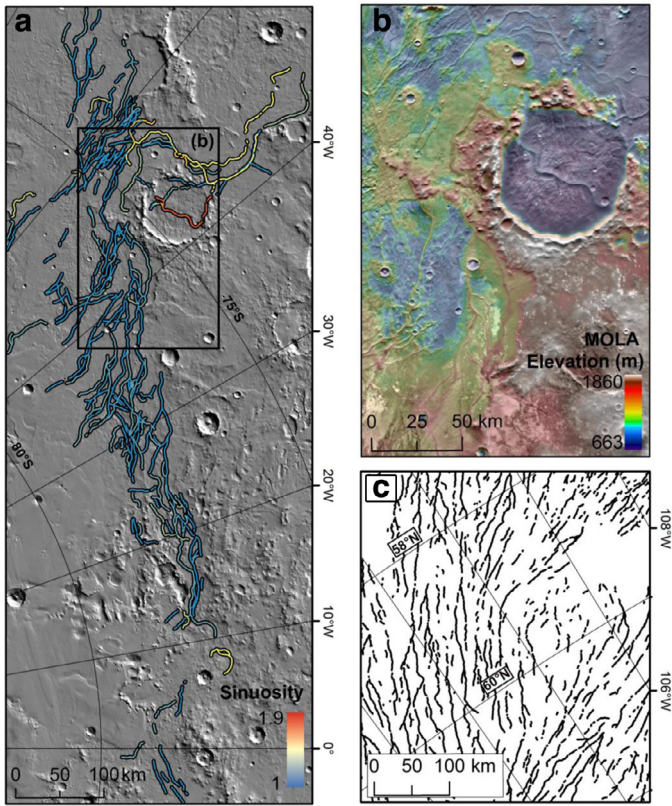 a
(b)
40°W
75°S
30°W
80°S
20°W
10°W
0°
Sinuosity
1.9
1
0 50 100 km
b
MOLA
Elevation (m)
1860
663
0 25 50 km
c
108°W
58°N
60°N
106°W
0 50 100 km